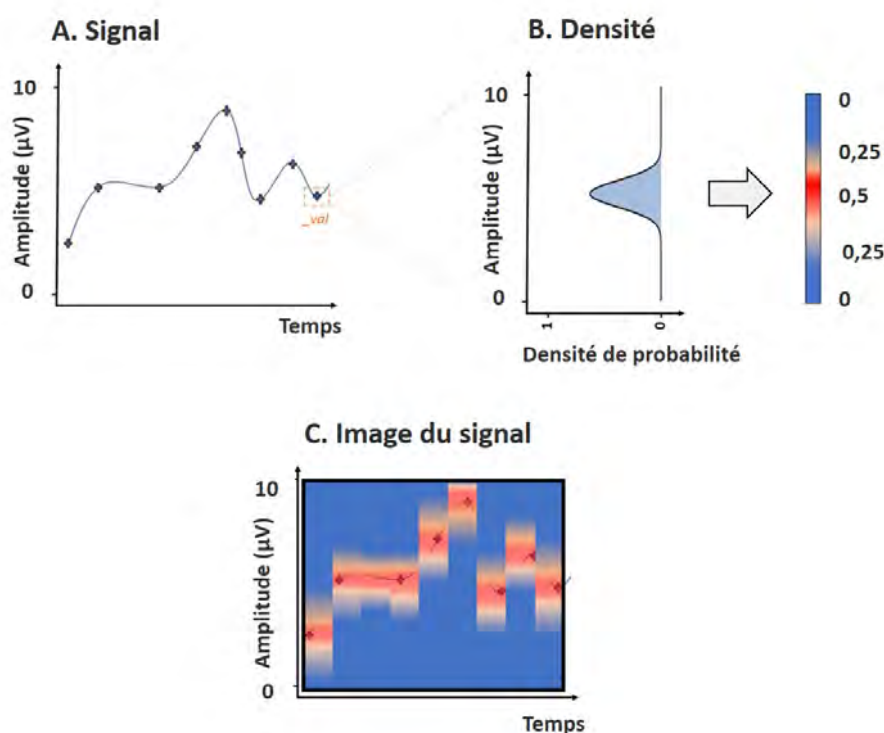 A. Signal
10
Amplitude (µV)
0
_val
Temps
B. Densité
10
Amplitude (µV)
0
1
0
Densité de probabilité
0
0,25
0,5
0,25
0
C. Image du signal
10
Amplitude (µV)
0
Temps